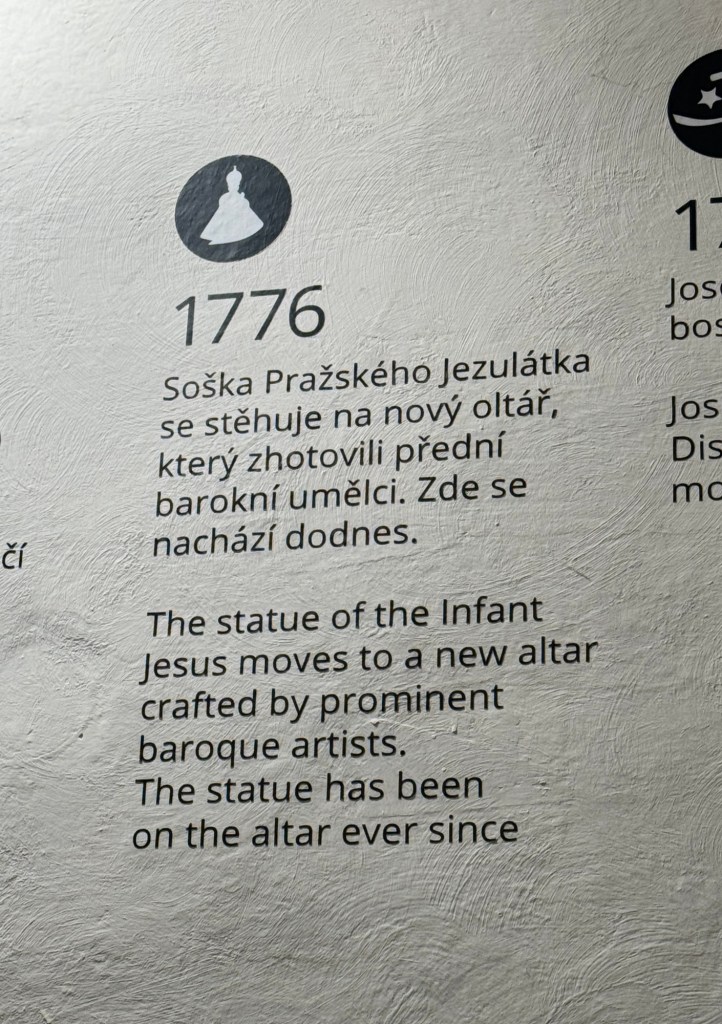 1776
Soška Pražského Jezulátka
se stěhuje na nový oltář,
který zhotovili přední
barokní umělci. Zde se
nachází dodnes.
The statue of the Infant
Jesus moves to a new altar
crafted by prominent
baroque artists.
The statue has been
on the altar ever since